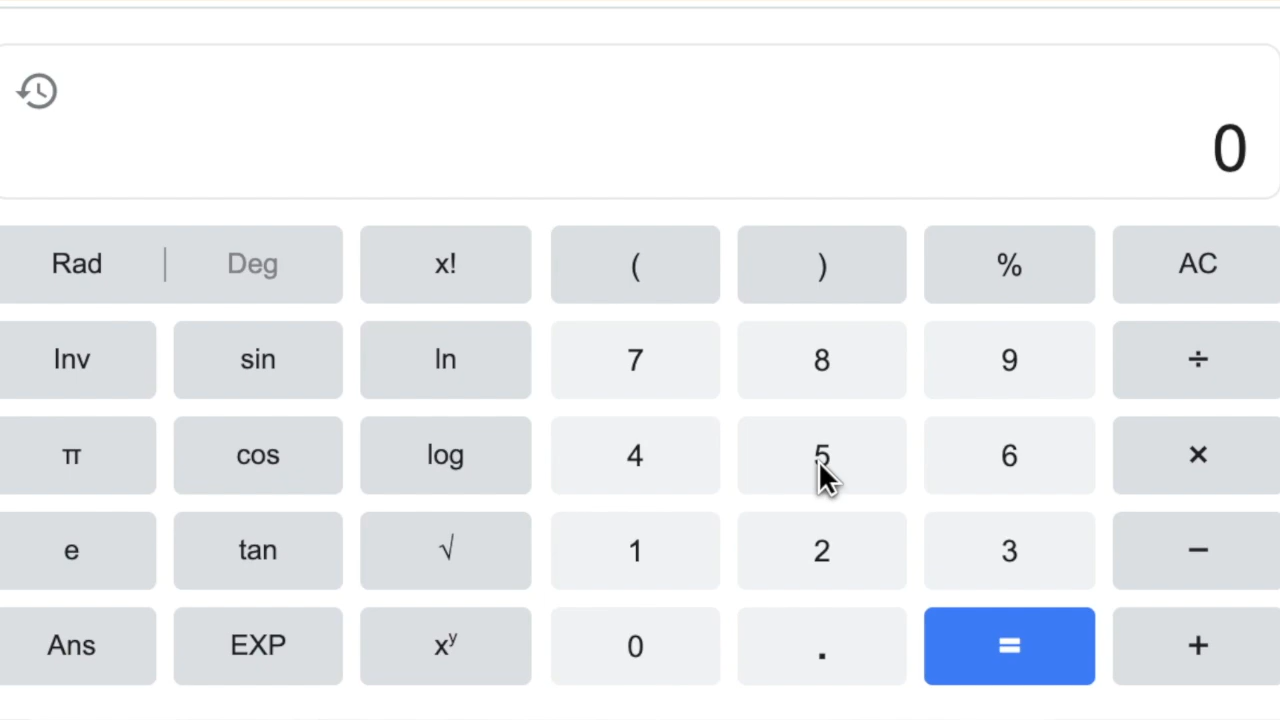 0
Rad | Deg x! ( ) % AC
Inv sin ln 7 8 9 ÷
π cos log 4 5 6 ×
e tan √ 1 2 3 −
Ans EXP xʸ 0 . = +